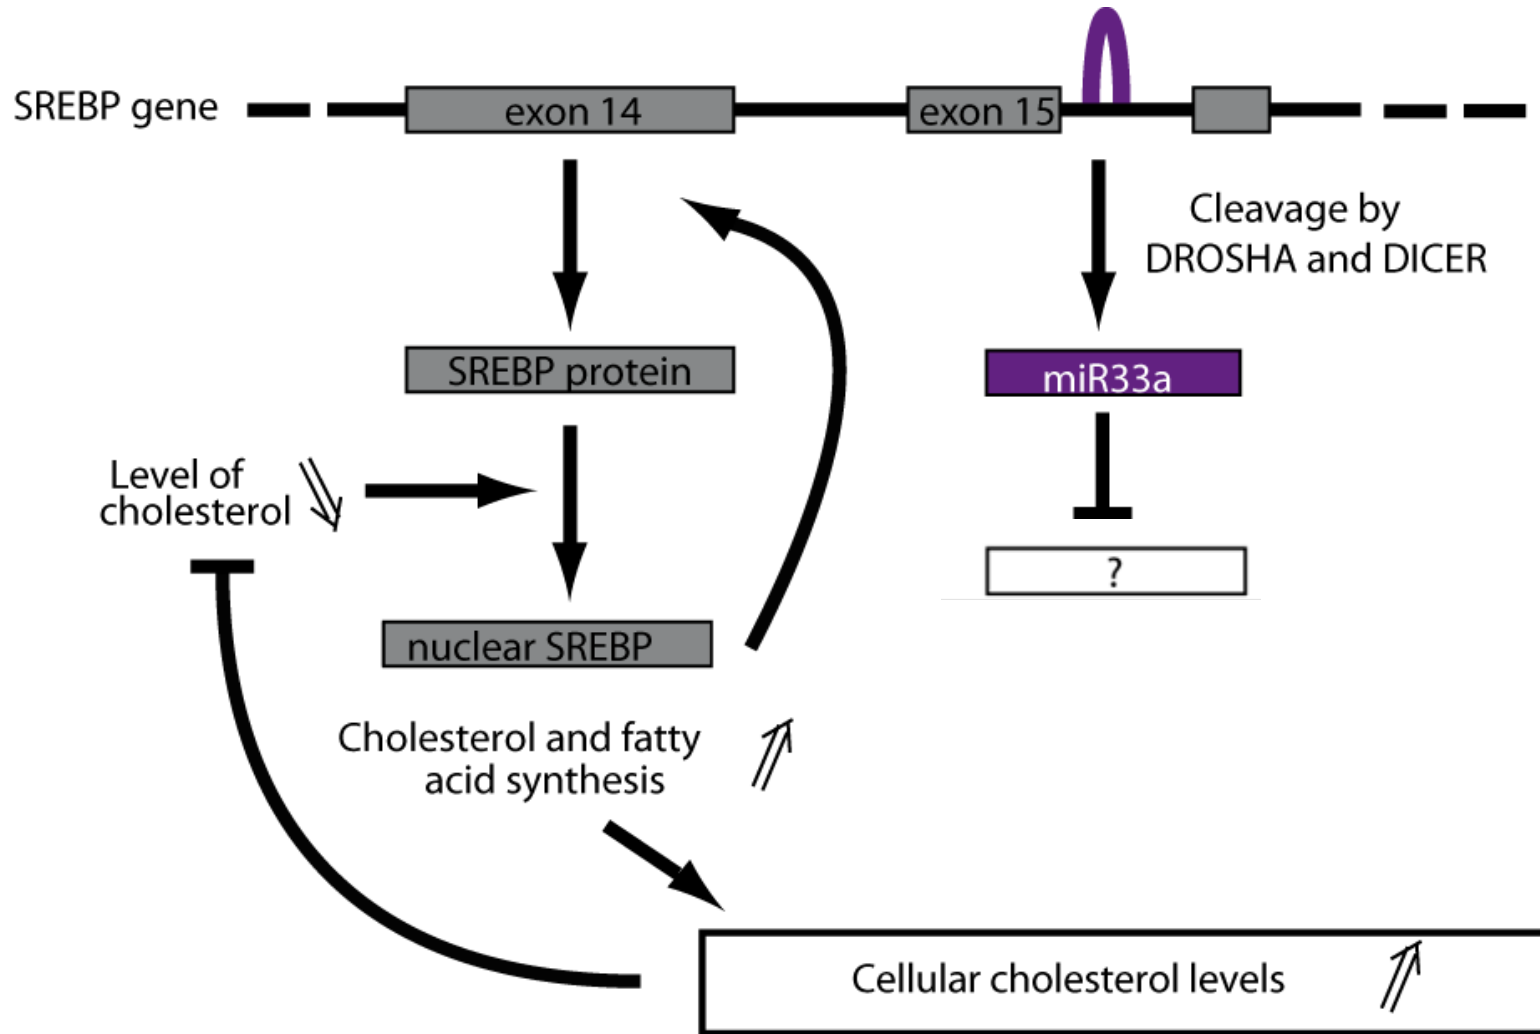 SREBP gene
exon 14
exon 15
Cleavage by
DROSHA and DICER
SREBP protein
miR33a
Level of
cholesterol
?
nuclear SREBP
Cholesterol and fatty
acid synthesis
Cellular cholesterol levels